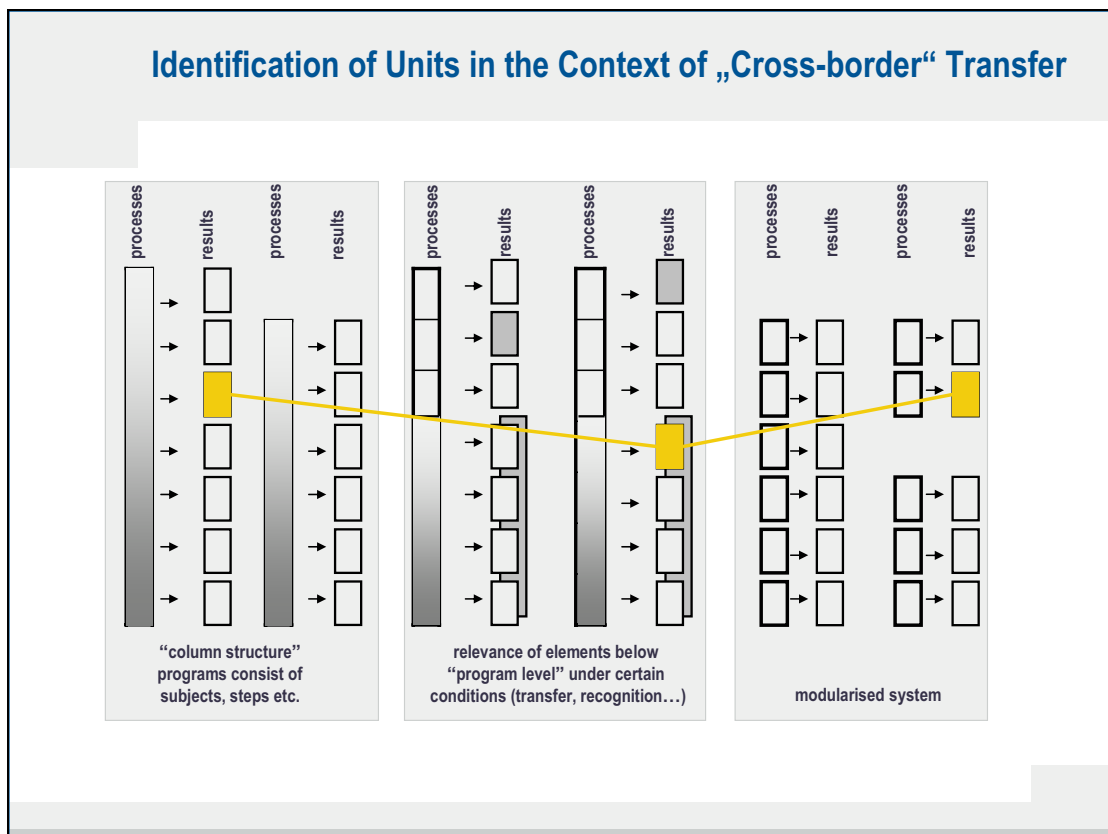 Identification of Units in the Context of „Cross-border“ Transfer
processes
results
processes
results
“column structure”
programs consist of
subjects, steps etc.
processes
results
processes
results
relevance of elements below
“program level” under certain
conditions (transfer, recognition…)
processes
results
processes
results
modularised system